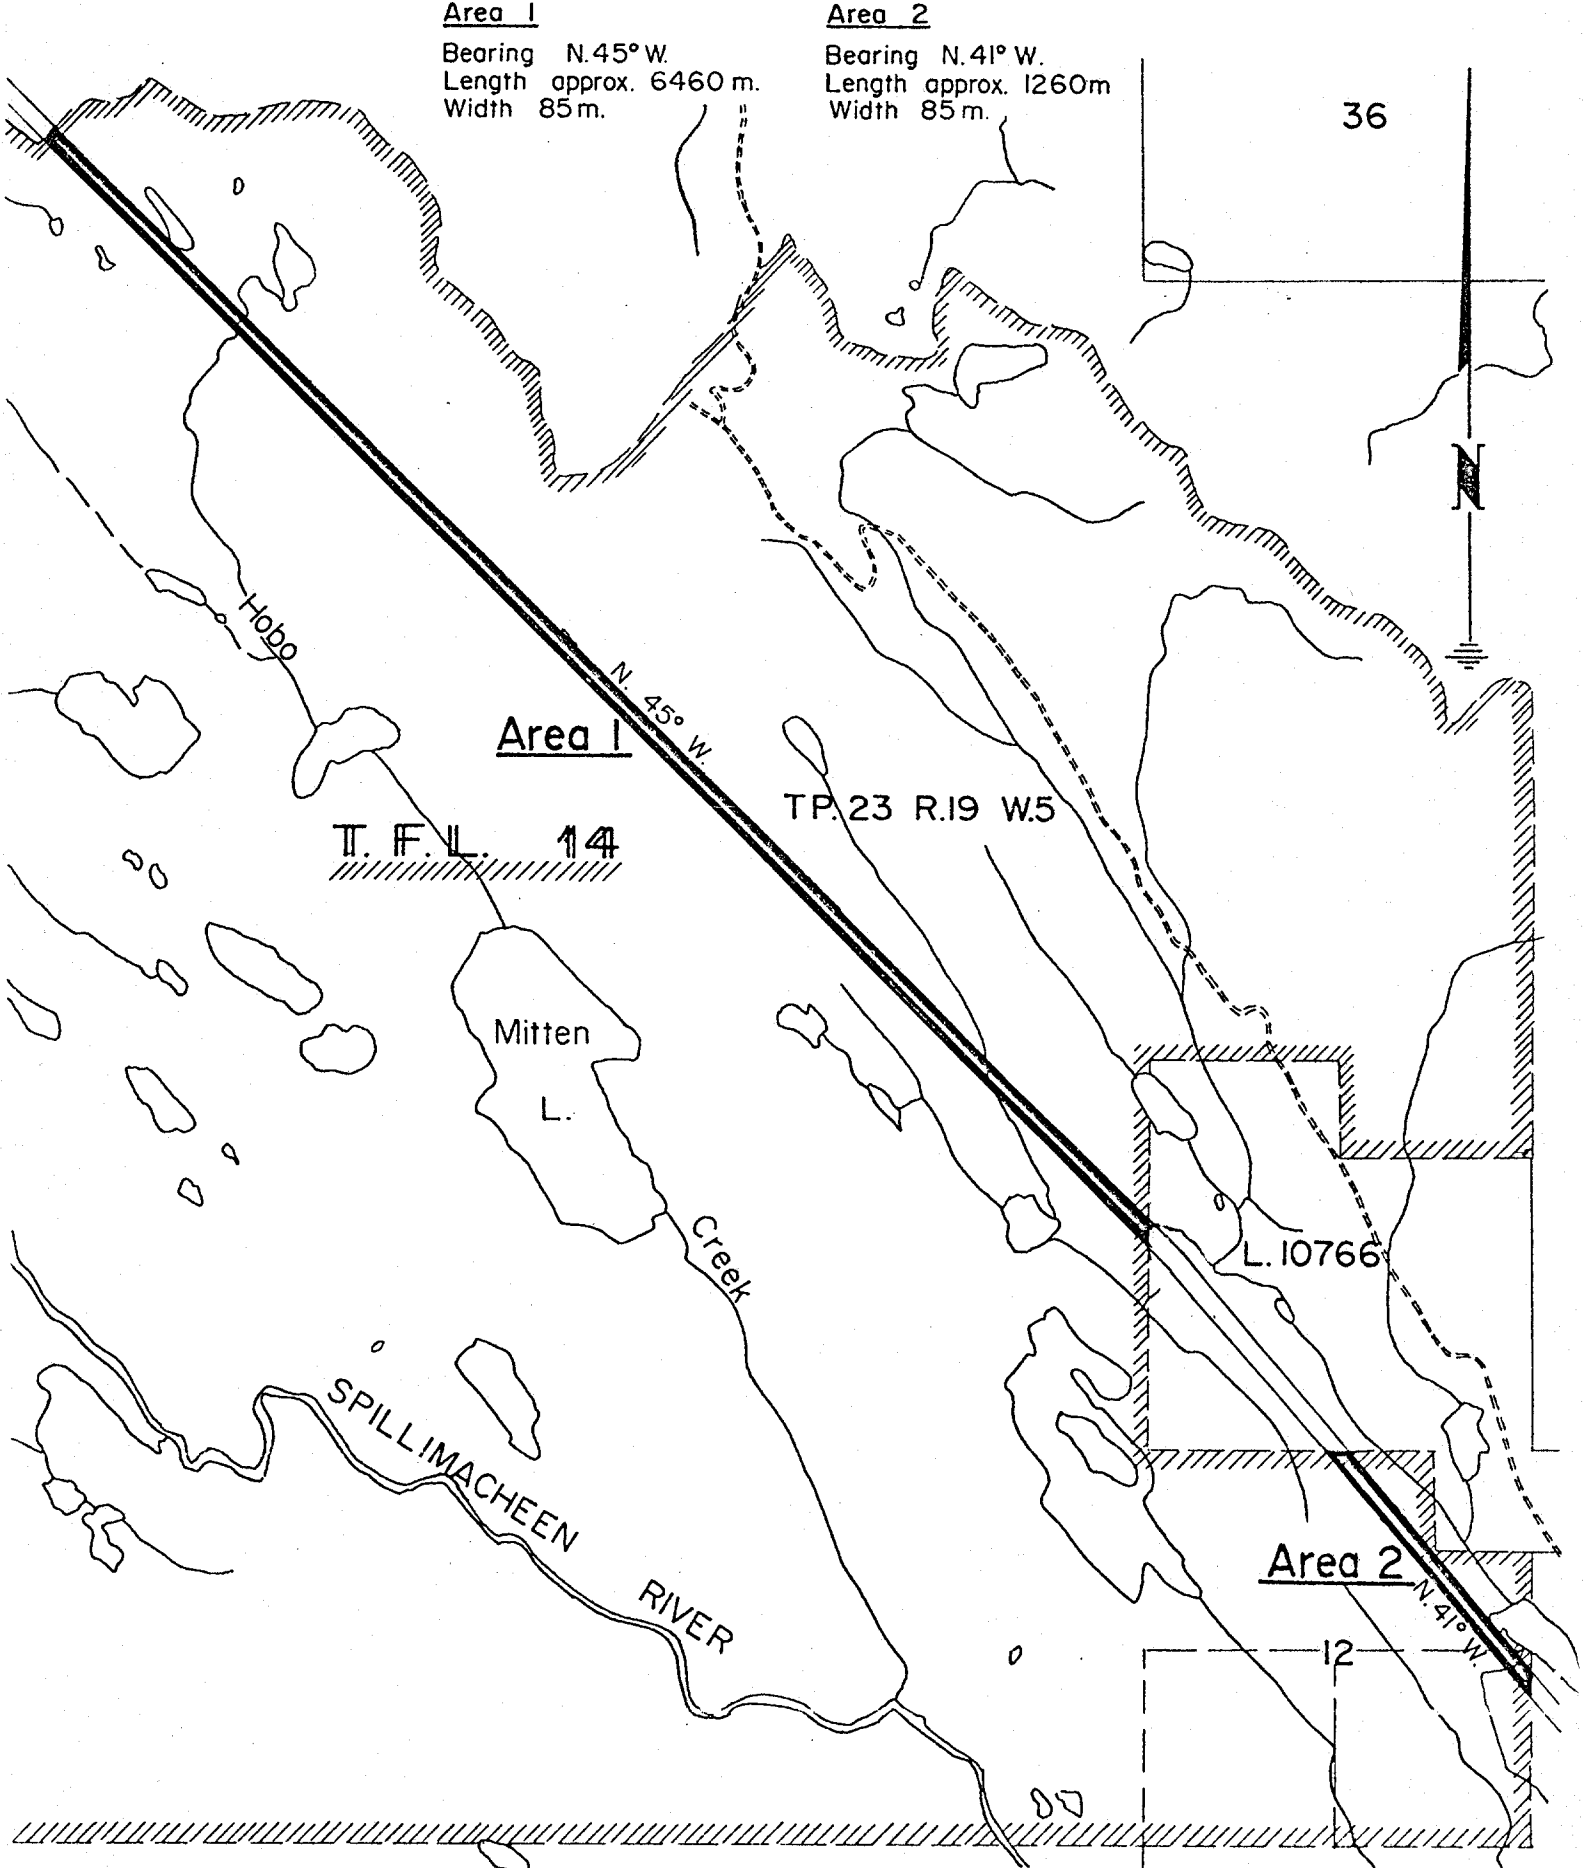 Area 1
Bearing N.45° W.
Length approx. 6460 m.
Width 85 m.
Area 2
Bearing N.41° W.
Length approx. 1260m
Width 85 m.
36
N
Hobo
N. 45° W.
Area 1
TP. 23 R.19 W.5
T. F. L. 14
Mitten
L.
Creek
L. 10766
SPILLIMACHEEN
RIVER
Area 2
N. 41° W.
12